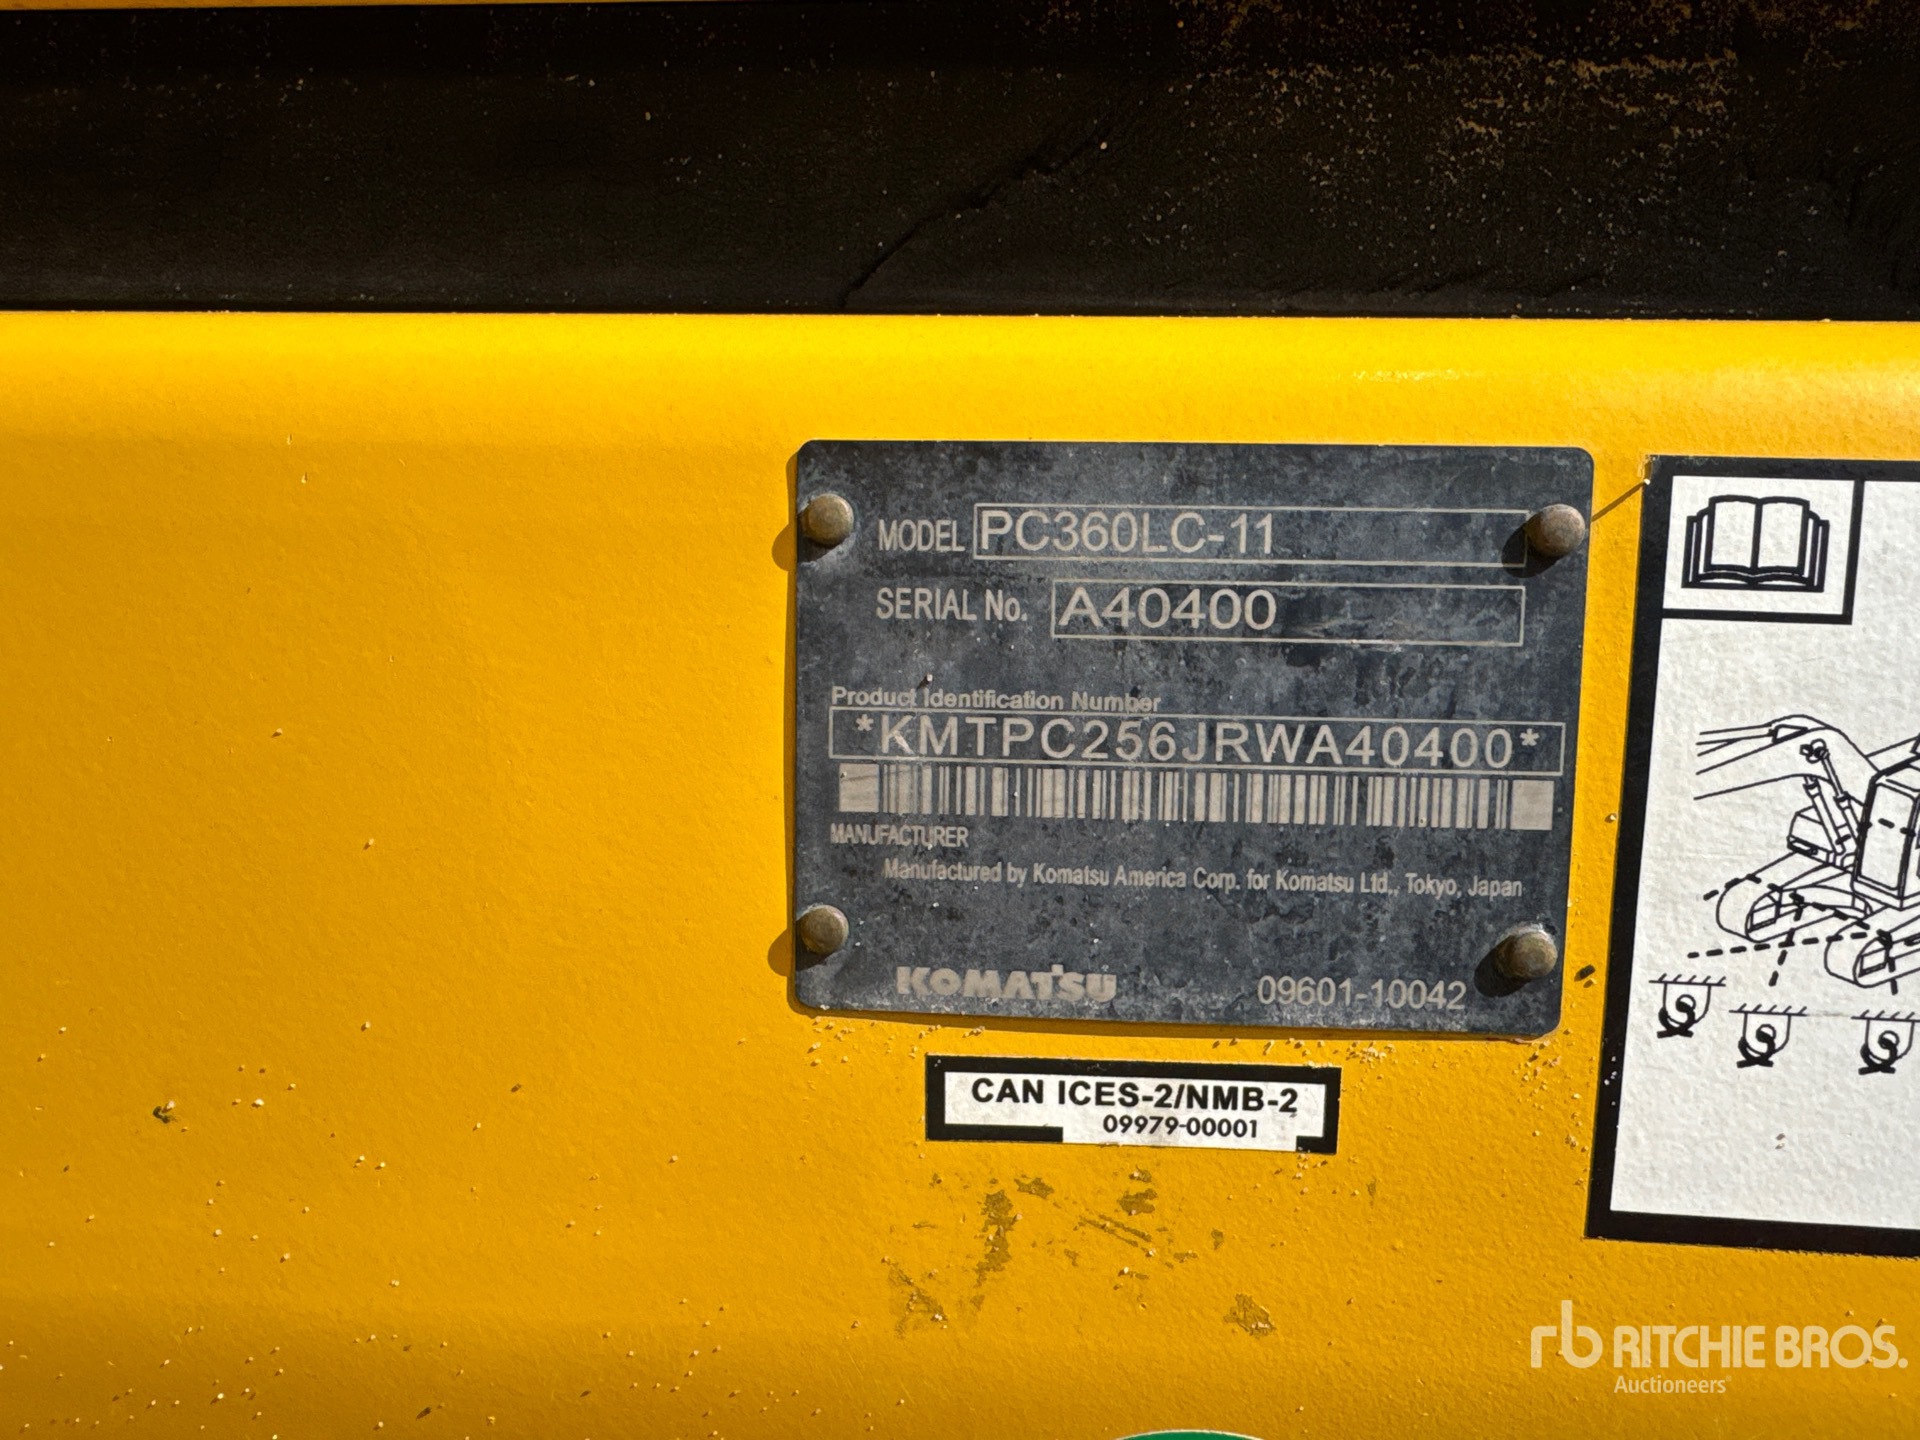 MODEL PC360LC-11
SERIAL No. A40400
Product Identification Number
*KMTPC256JRWA40400*
MANUFACTURER
Manufactured by Komatsu America Corp. for Komatsu Ltd., Tokyo, Japan
KOMATSU 09601-10042
CAN ICES-2/NMB-2
09979-00001
rb RITCHIE BROS.
Auctioneers